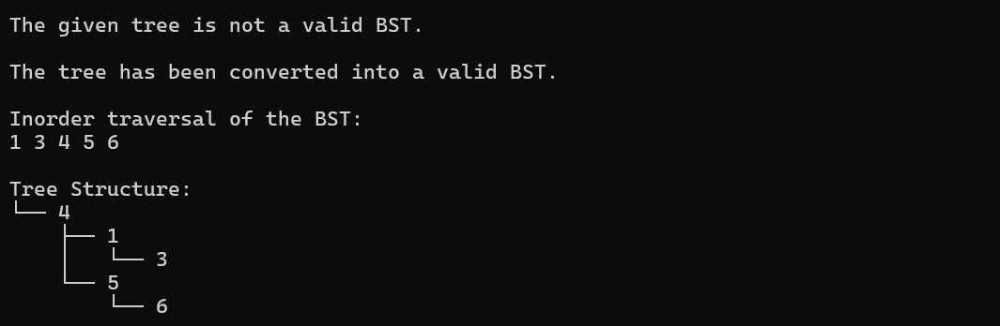 The given tree is not a valid BST.
The tree has been converted into a valid BST.
Inorder traversal of the BST:
1 3 4 5 6
Tree Structure:
└── 4
    ├── 1
    │   └── 3
    └── 5
        └── 6